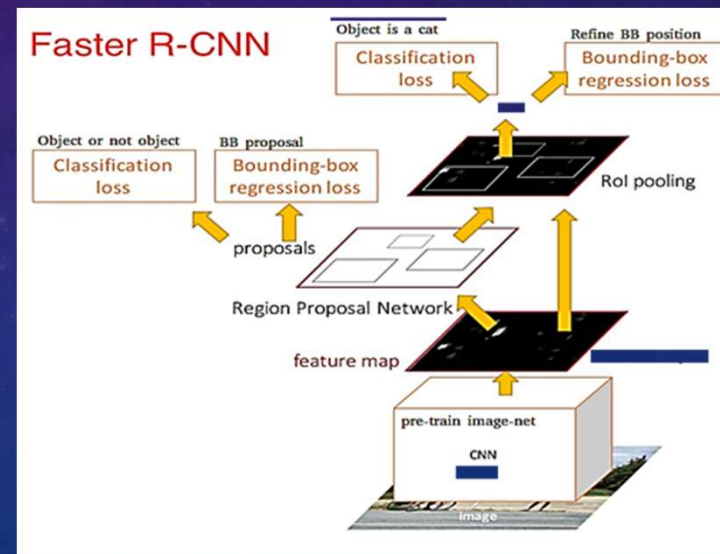 Faster R-CNN
Object is a cat
Classification
loss
Refine BB position
Bounding-box
regression loss
Object or not object
Classification
loss
BB proposal
Bounding-box
regression loss
RoI pooling
proposals
Region Proposal Network
feature map
pre-train image-net
CNN
image